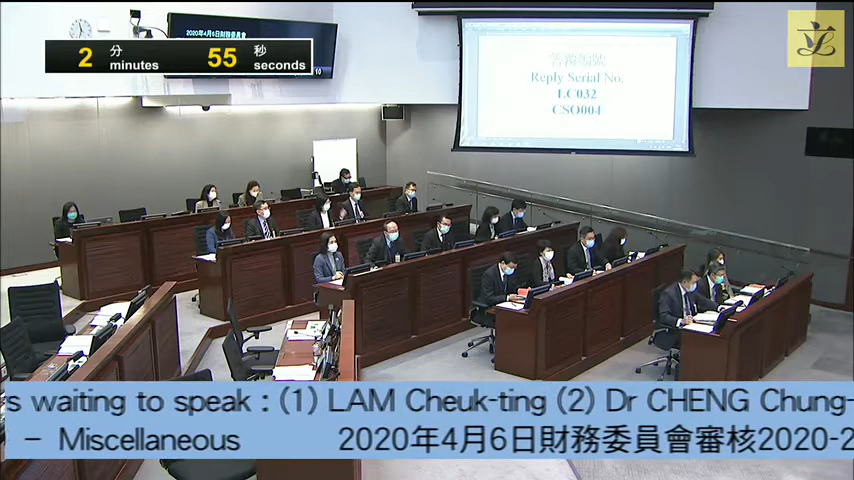 2020年4月6日財務委員會
2 分 minutes 55 秒 seconds
10
答覆編號
Reply Serial No.
LC032
CSO004
s waiting to speak : (1) LAM Cheuk-ting (2) Dr CHENG Chung-
– Miscellaneous 2020年4月6日財務委員會審核2020-2